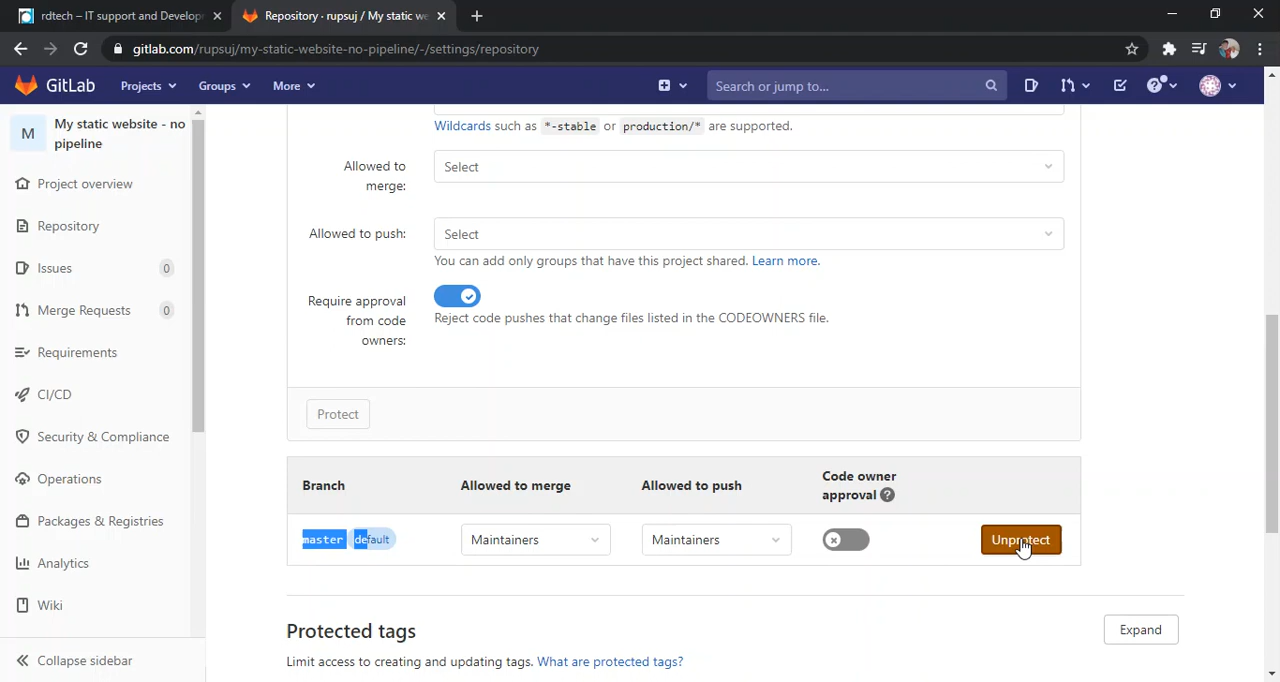 rdtech – IT support and Develop
Repository · rupsuj / My static we
gitlab.com/rupsuj/my-static-website-no-pipeline/-/settings/repository
GitLab
Projects
Groups
More
Search or jump to...
M
My static website - no
pipeline
Project overview
Repository
Issues 0
Merge Requests 0
Requirements
CI/CD
Security & Compliance
Operations
Packages & Registries
Analytics
Wiki
Collapse sidebar
Wildcards such as *-stable or production/* are supported.
Allowed to
merge:
Select
Allowed to push:
Select
You can add only groups that have this project shared. Learn more.
Require approval
from code
owners:
Reject code pushes that change files listed in the CODEOWNERS file.
Protect
Branch Allowed to merge Allowed to push Code owner
approval
master default Maintainers Maintainers Unprotect
Protected tags
Expand
Limit access to creating and updating tags. What are protected tags?